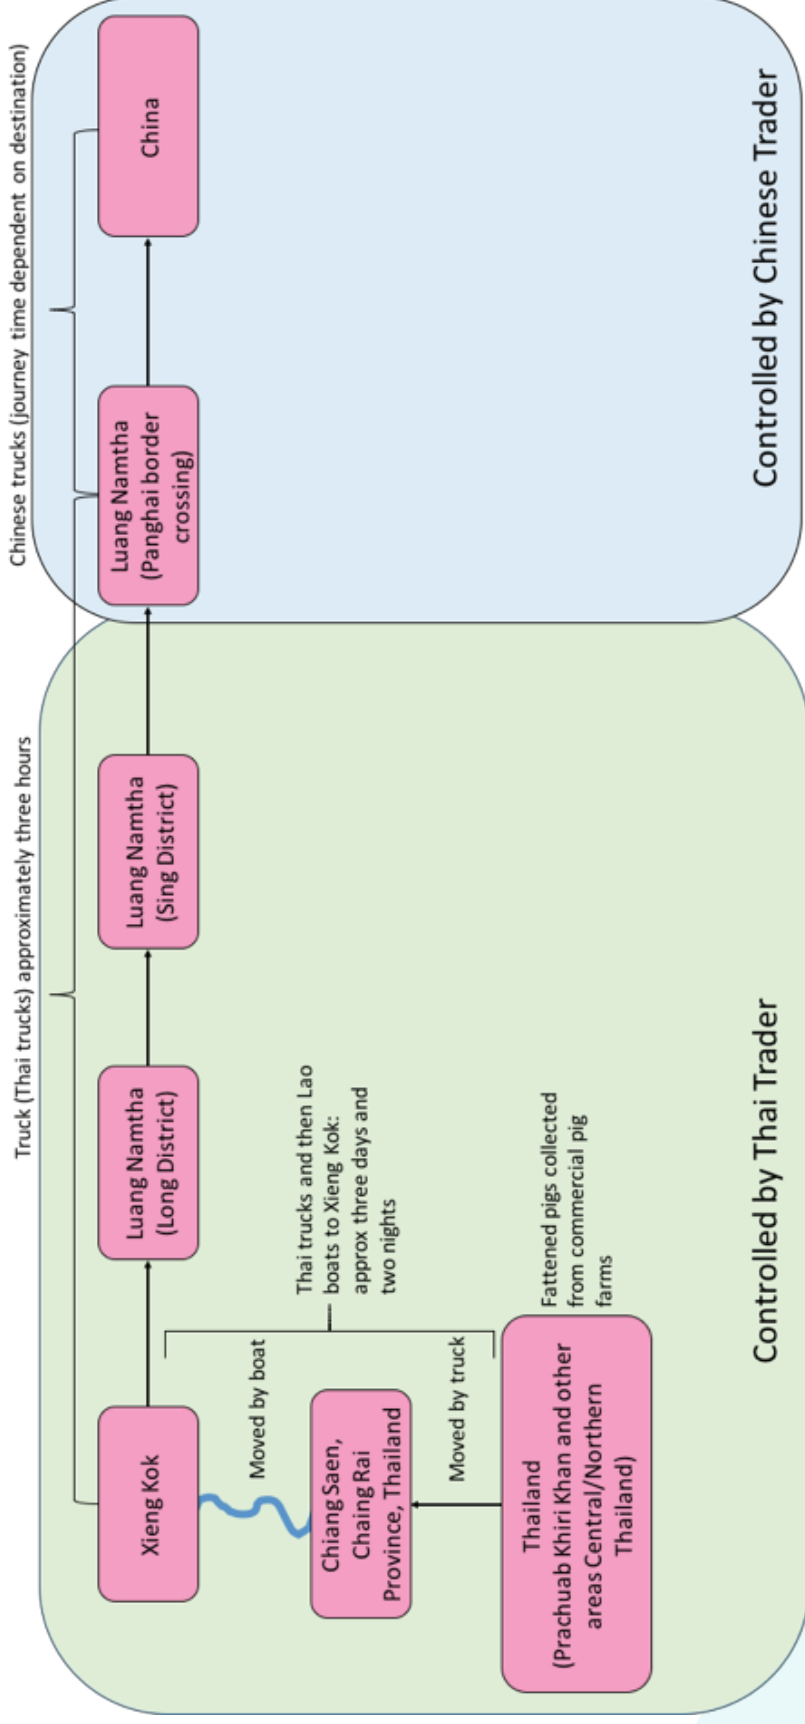 Truck (Thai trucks) approximately three hours
Chinese trucks (journey time dependent on destination)
Xieng Kok
Luang Namtha
(Long District)
Luang Namtha
(Sing District)
Luang Namtha
(Panghai border
crossing)
China
Moved by boat
Thai trucks and then Lao
boats to Xieng Kok:
approx three days and
two nights
Chiang Saen,
Chaing Rai
Province, Thailand
Moved by truck
Thailand
(Prachuab Khiri Khan and other
areas Central/Northern
Thailand)
Fattened pigs collected
from commercial pig
farms
Controlled by Thai Trader
Controlled by Chinese Trader